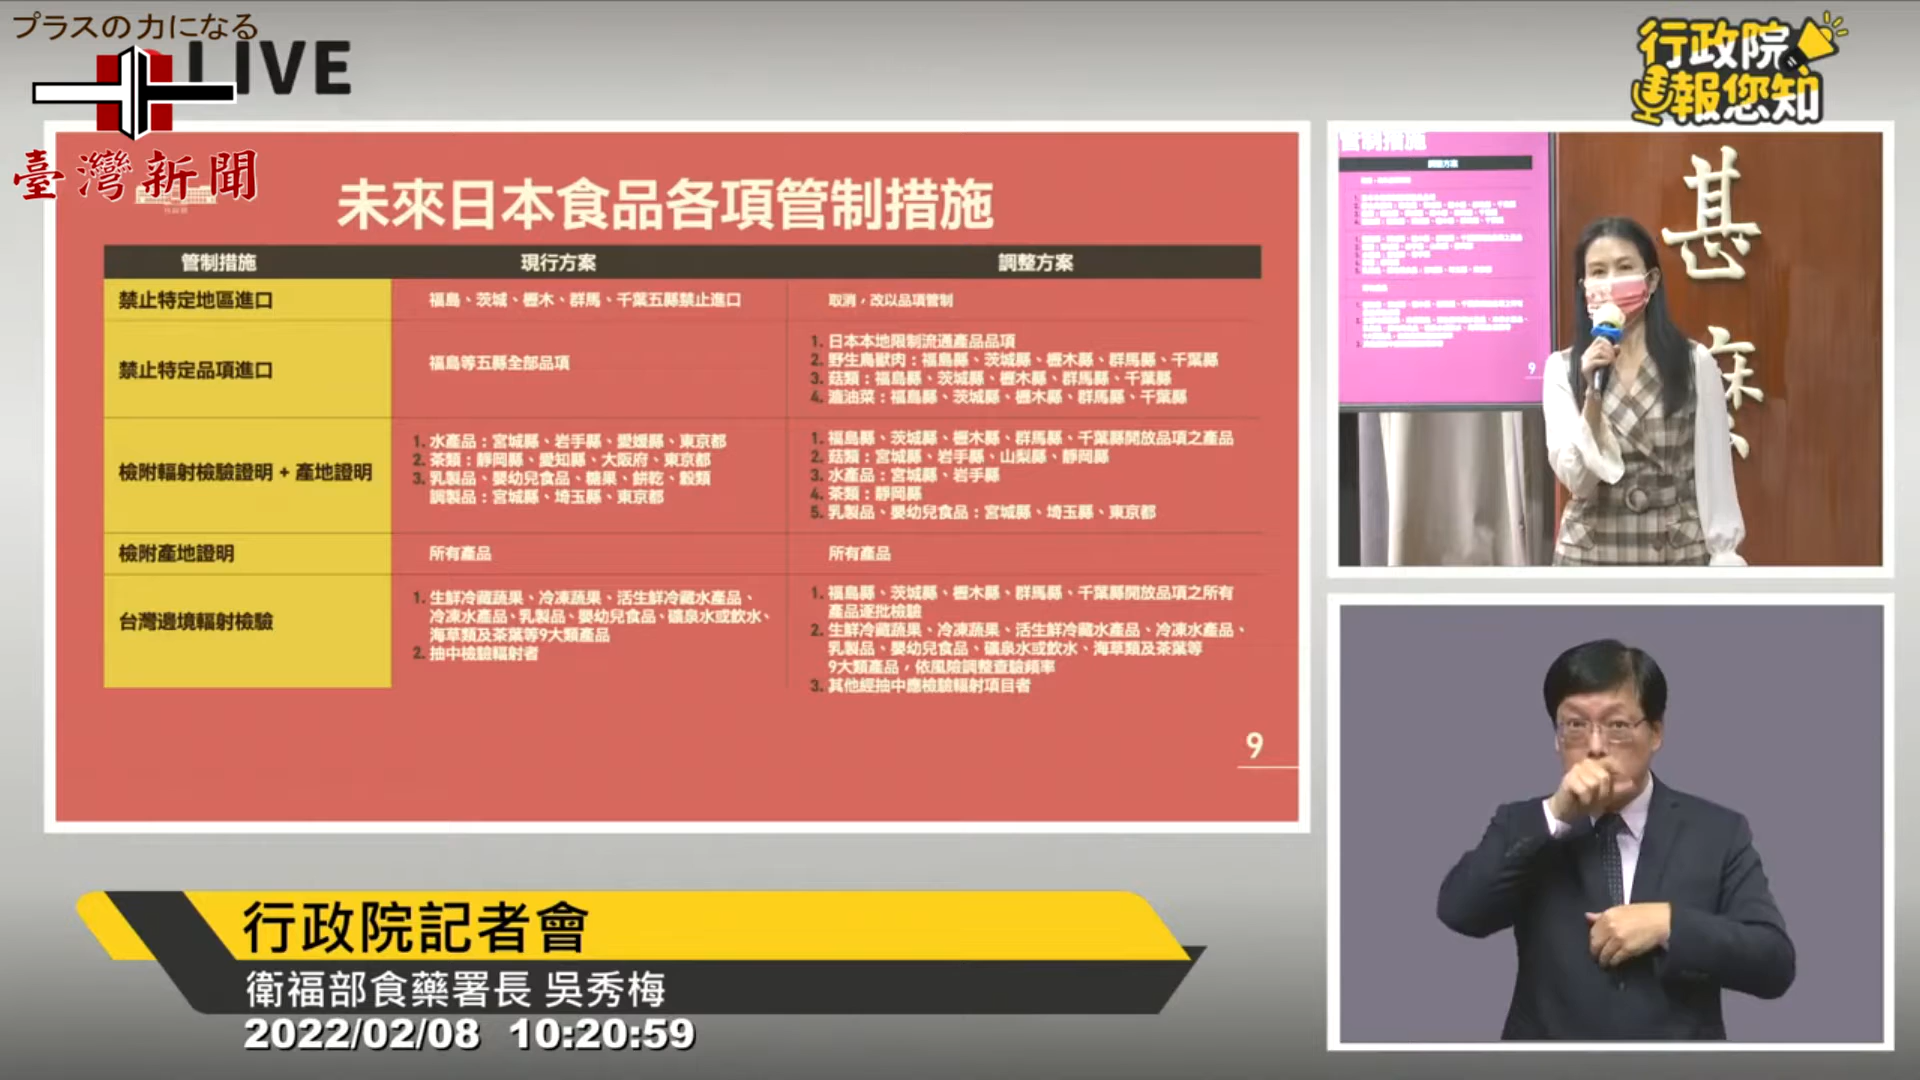 プラスの力になる
LIVE
臺灣新聞
行政院
報您知
未來日本食品各項管制措施
管制措施 現行方案 調整方案
禁止特定地區進口 福島、茨城、櫪木、群馬、千葉五縣禁止進口 取消，改以品項管制
禁止特定品項進口 福島等五縣全部品項
1. 日本本地限制流通產品品項
2. 野生鳥獸肉：福島縣、茨城縣、櫪木縣、群馬縣、千葉縣
3. 菇類：福島縣、茨城縣、櫪木縣、群馬縣、千葉縣
4. 漉油菜：福島縣、茨城縣、櫪木縣、群馬縣、千葉縣
檢附輻射檢驗證明 + 產地證明
1. 水產品：宮城縣、岩手縣、愛媛縣、東京都
2. 茶類：靜岡縣、愛知縣、大阪府、東京都
3. 乳製品、嬰幼兒食品、糖果、餅乾、穀類
調製品：宮城縣、埼玉縣、東京都
1. 福島縣、茨城縣、櫪木縣、群馬縣、千葉縣開放品項之產品
2. 菇類：宮城縣、岩手縣、山梨縣、靜岡縣
3. 水產品：宮城縣、岩手縣
4. 茶類：靜岡縣
5. 乳製品、嬰幼兒食品：宮城縣、埼玉縣、東京都
檢附產地證明 所有產品 所有產品
台灣邊境輻射檢驗
1. 生鮮冷藏蔬果、冷凍蔬果、活生鮮冷藏水產品、
冷凍水產品、乳製品、嬰幼兒食品、礦泉水或飲水、
海草類及茶葉等9大類產品
2. 抽中檢驗輻射者
1. 福島縣、茨城縣、櫪木縣、群馬縣、千葉縣開放品項之所有
產品逐批檢驗
2. 生鮮冷藏蔬果、冷凍蔬果、活生鮮冷藏水產品、冷凍水產品、
乳製品、嬰幼兒食品、礦泉水或飲水、海草類及茶葉等
9大類產品，依風險調整查驗頻率
3. 其他經抽中應檢驗輻射項目者
9
管制措施
調整方案
9
甚
麻
行政院記者會
衛福部食藥署長 吳秀梅
2022/02/08 10:20:59